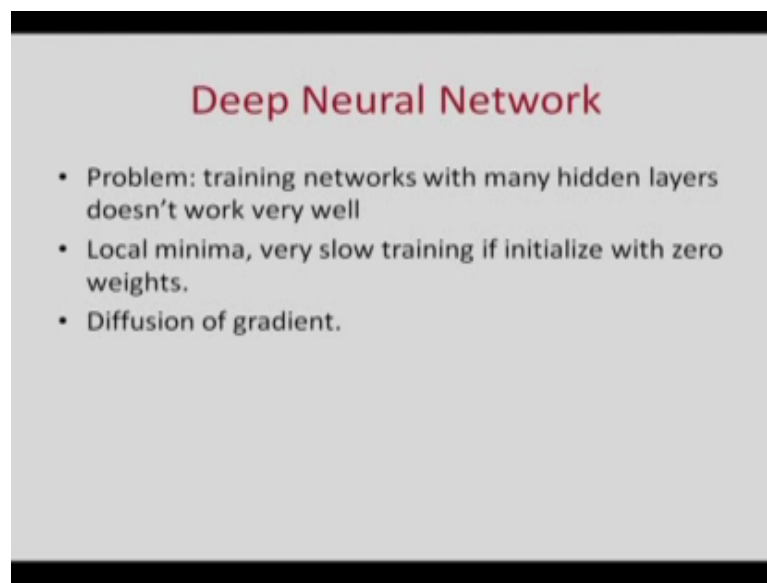 Deep Neural Network
• Problem: training networks with many hidden layers
doesn't work very well
• Local minima, very slow training if initialize with zero
weights.
• Diffusion of gradient.